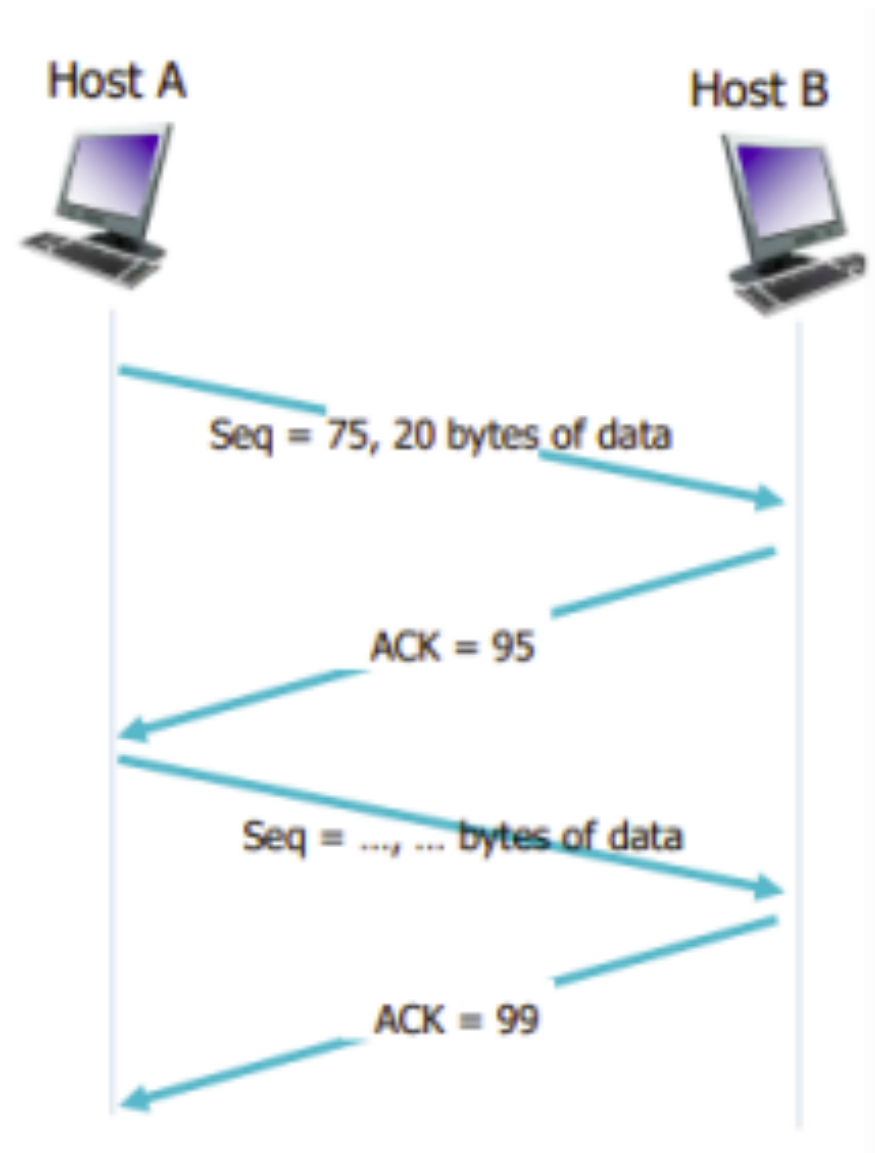 Host A
Host B
Seq = 75, 20 bytes of data
ACK = 95
Seq = ..., ... bytes of data
ACK = 99